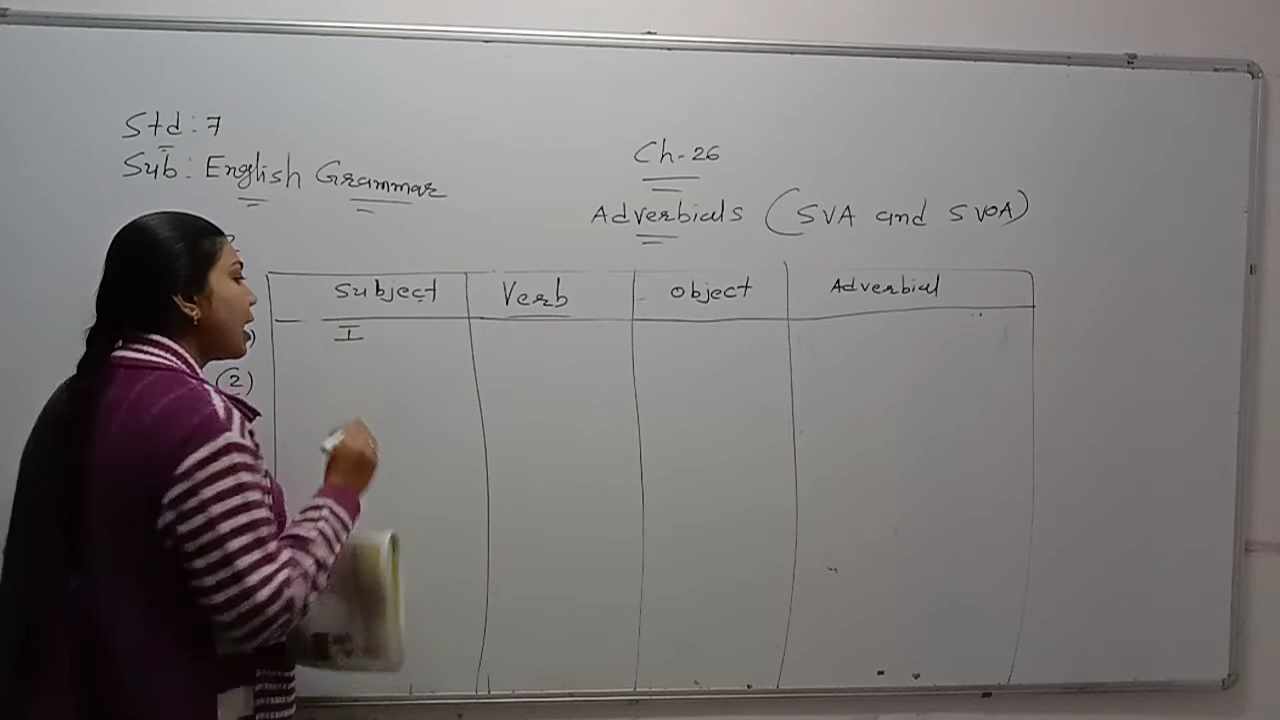 Std: 7
Sub: English Grammar
Ch-26
Adverbials (SVA and SVOA)
Subject Verb Object Adverbial
I
(2)